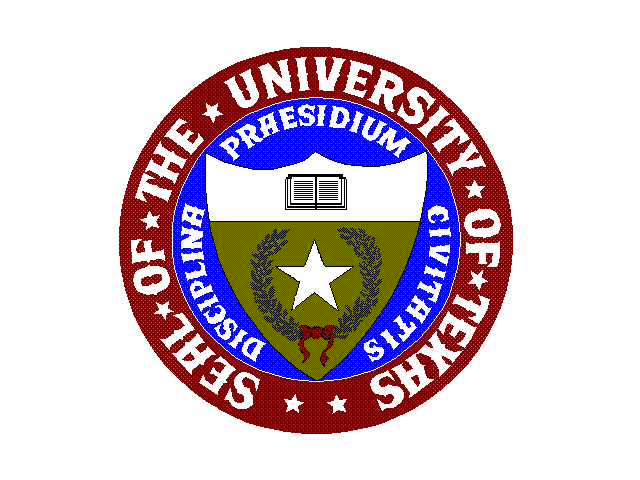 SEAL OF THE UNIVERSITY OF TEXAS
DISCIPLINA PRAESIDIUM CIVITATIS